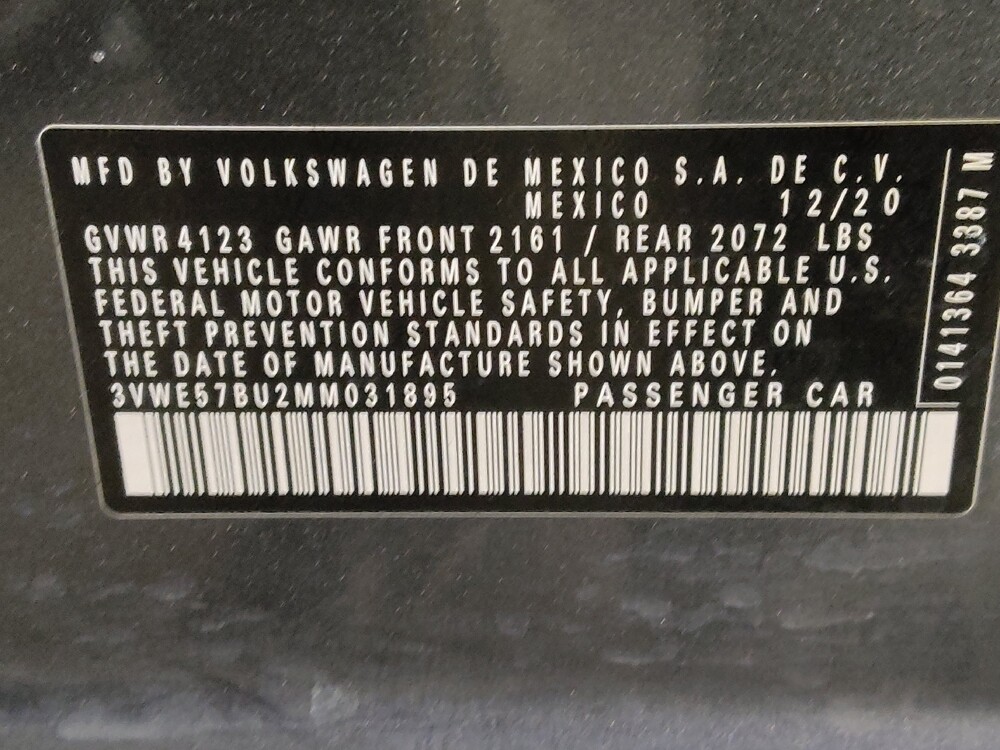 MFD BY VOLKSWAGEN DE MEXICO S.A. DE C.V.
MEXICO 12/20
GVWR 4123 GAWR FRONT 2161 / REAR 2072 LBS
THIS VEHICLE CONFORMS TO ALL APPLICABLE U.S.
FEDERAL MOTOR VEHICLE SAFETY, BUMPER AND
THEFT PREVENTION STANDARDS IN EFFECT ON
THE DATE OF MANUFACTURE SHOWN ABOVE.
3VWE57BU2MM031895 PASSENGER CAR
0141364 3387 M